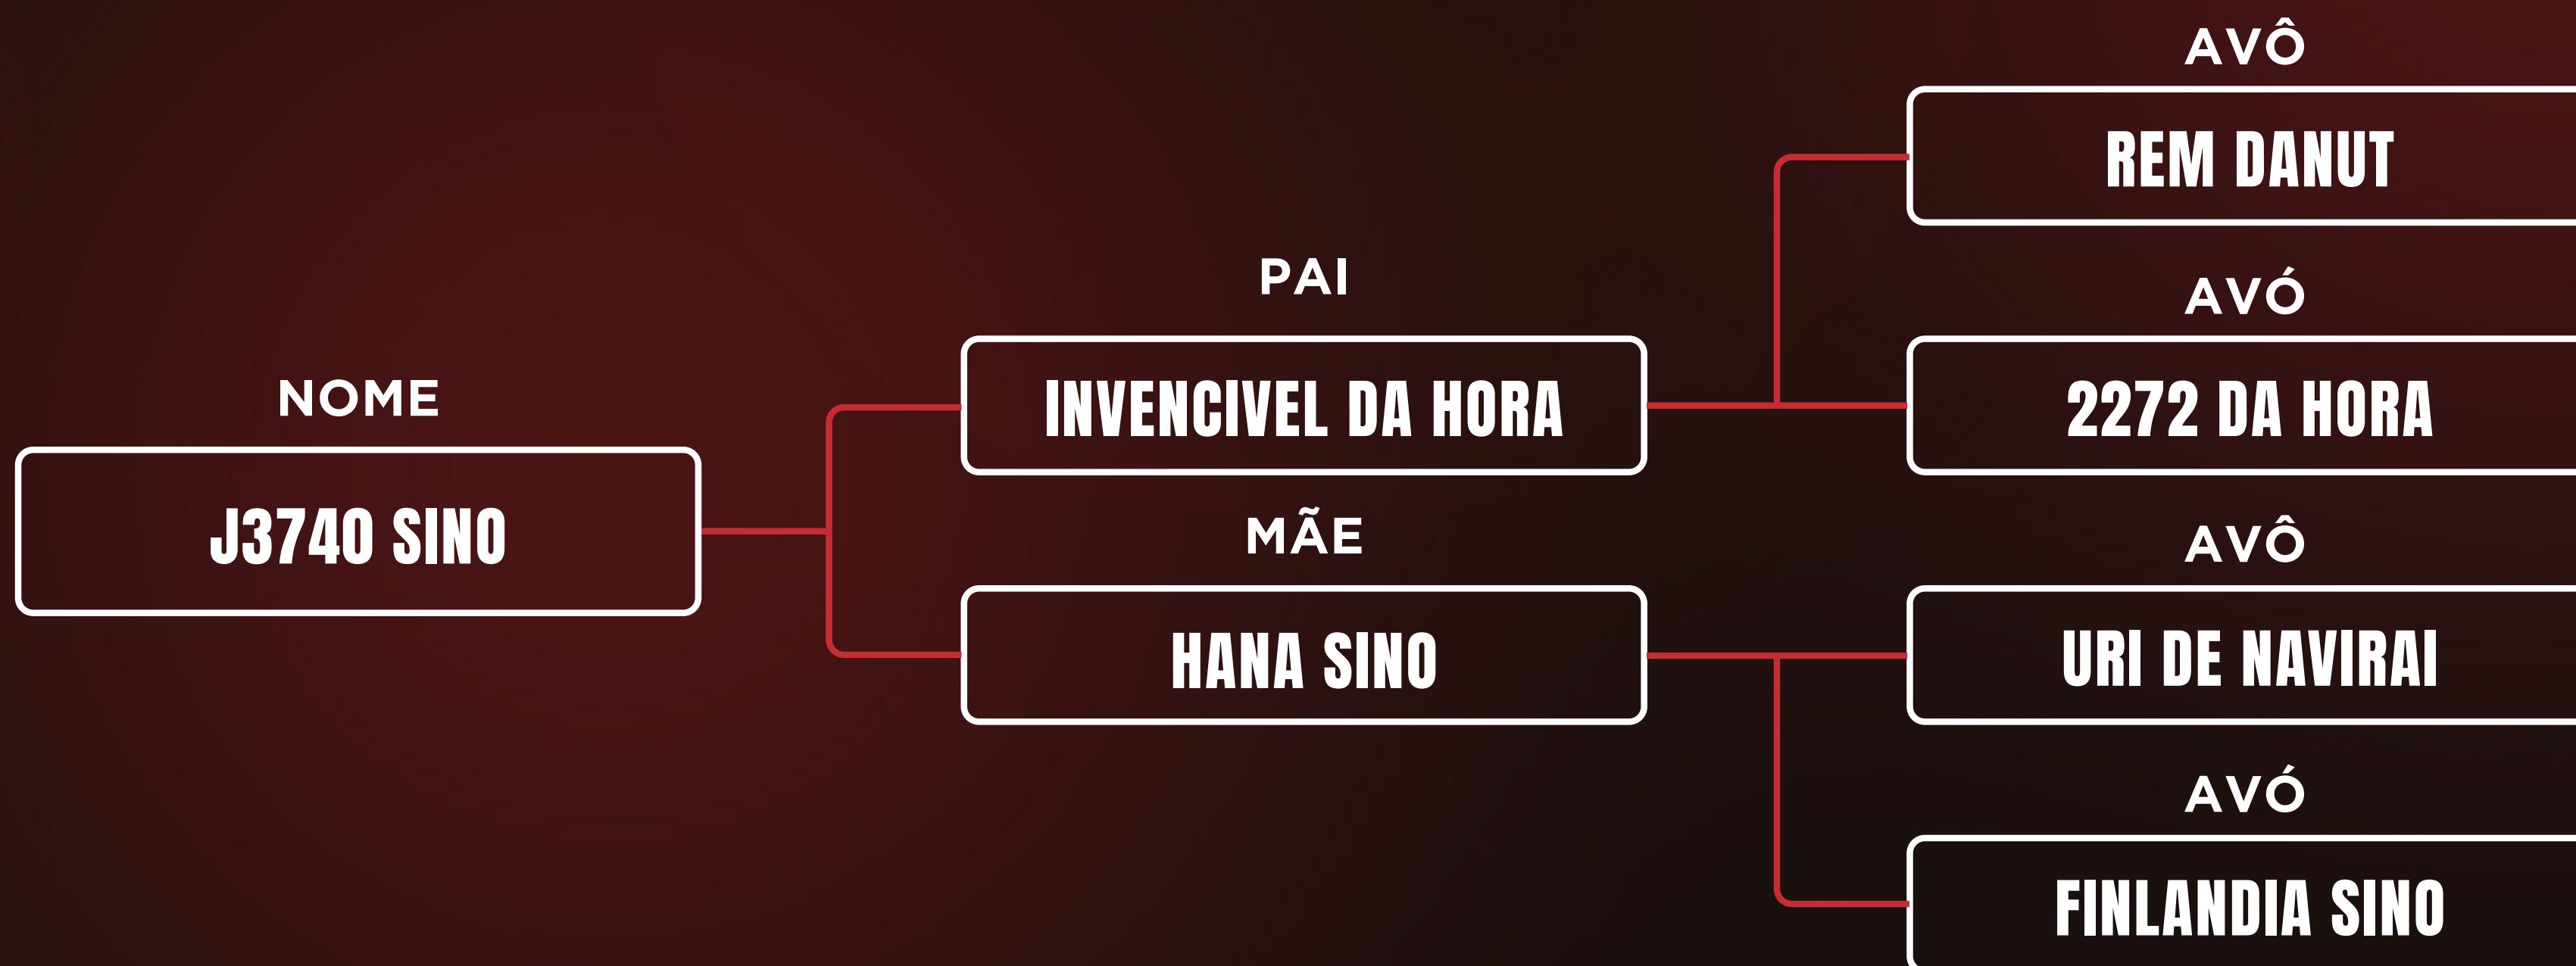 NOME
J3740 SINO
PAI
INVENCIVEL DA HORA
MÃE
HANA SINO
AVÔ
REM DANUT
AVÓ
2272 DA HORA
AVÔ
URI DE NAVIRAI
AVÓ
FINLANDIA SINO